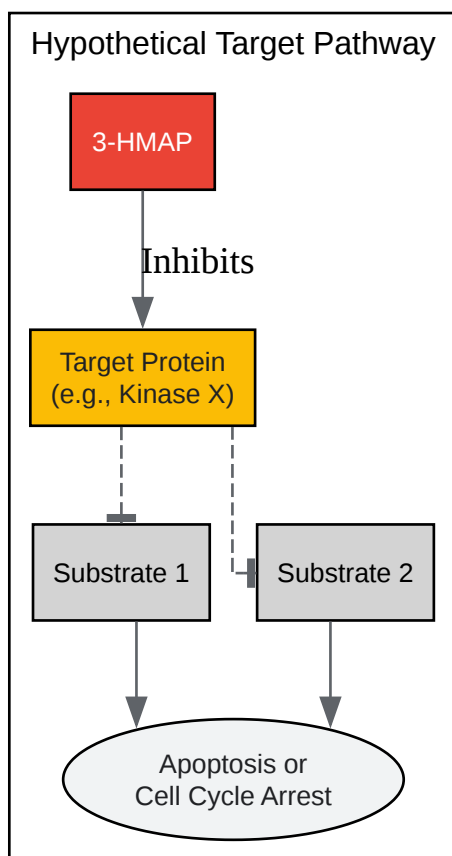 Hypothetical Target Pathway
3-HMAP
Inhibits
Target Protein
(e.g., Kinase X)
Substrate 1
Substrate 2
Apoptosis or
Cell Cycle Arrest